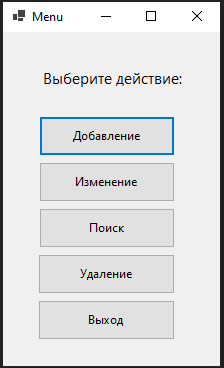 Menu
Выберите действие:
Добавление
Изменение
Поиск
Удаление
Выход